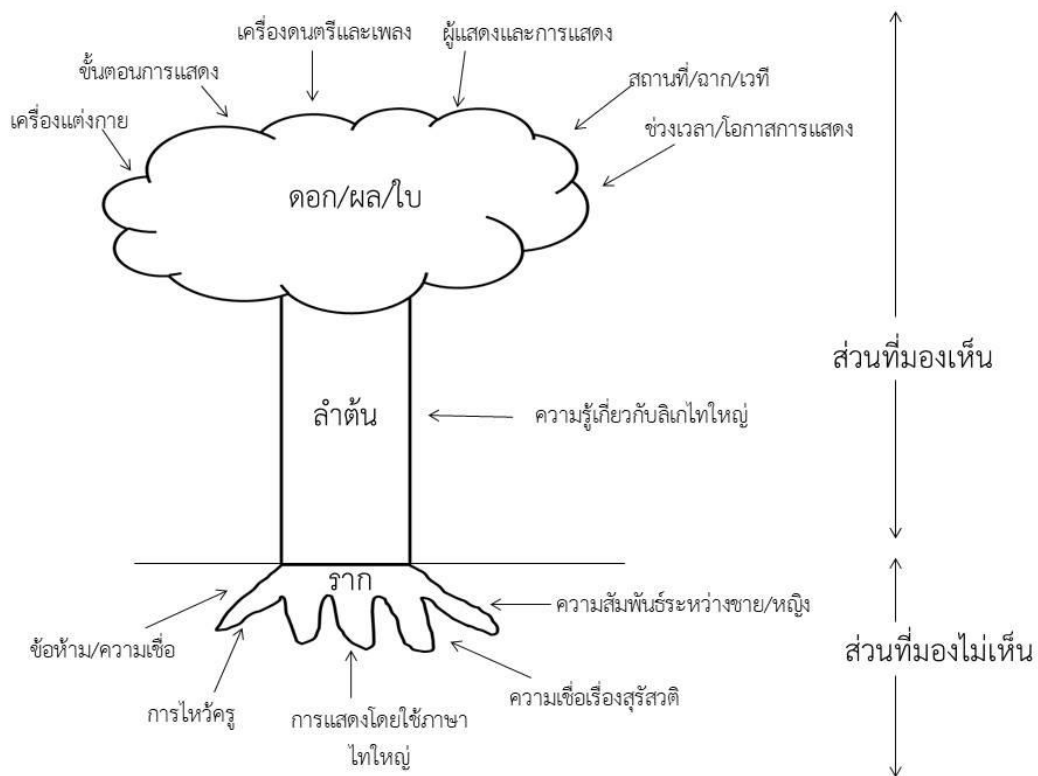 เครื่องดนตรีและเพลง
ผู้แสดงและการแสดง
ขั้นตอนการแสดง
สถานที่/ฉาก/เวที
เครื่องแต่งกาย
ช่วงเวลา/โอกาสการแสดง
ดอก/ผล/ใบ
ส่วนที่มองเห็น
ลำต้น
ความรู้เกี่ยวกับลิเกไทใหญ่
ราก
ความสัมพันธ์ระหว่างชาย/หญิง
ข้อห้าม/ความเชื่อ
ส่วนที่มองไม่เห็น
ความเชื่อเรื่องสุรัสวติ
การไหว้ครู
การแสดงโดยใช้ภาษา
ไทใหญ่